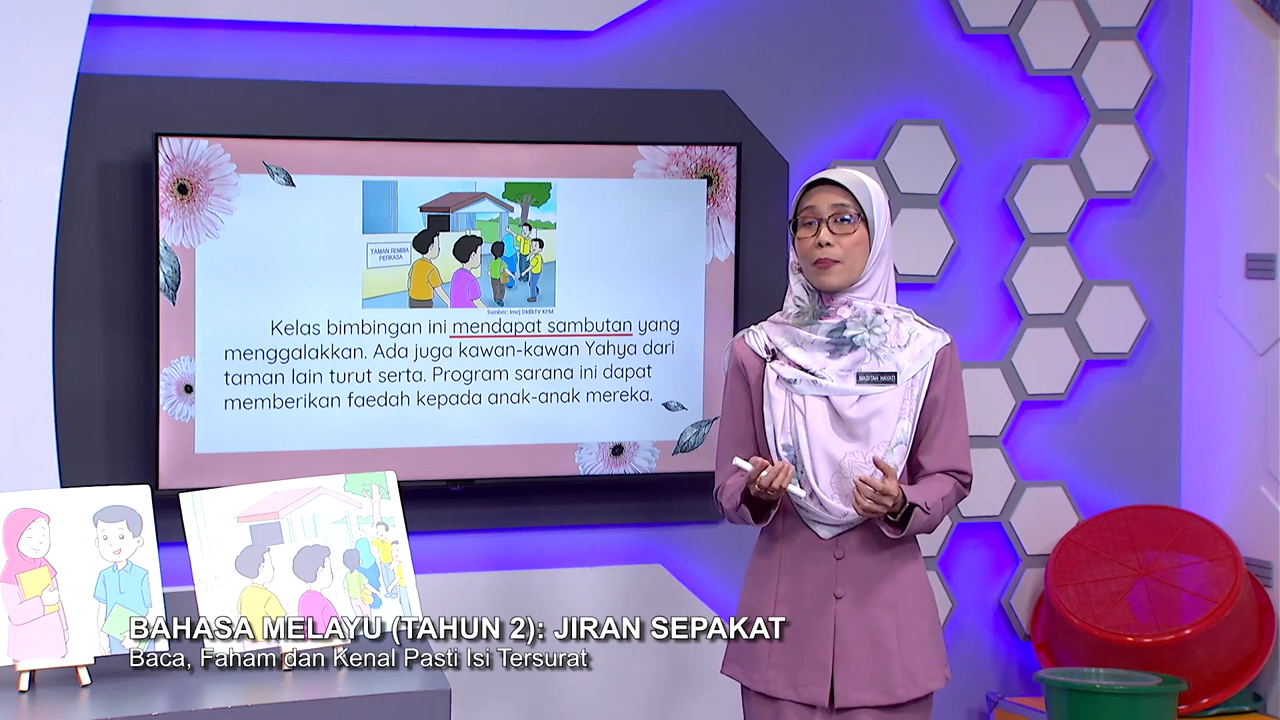 TAMAN REMBIA
PERKASA
Sumber: Imej DidikTV KPM
Kelas bimbingan ini mendapat sambutan yang
menggalakkan. Ada juga kawan-kawan Yahya dari
taman lain turut serta. Program sarana ini dapat
memberikan faedah kepada anak-anak mereka.
MASITAH HAYATI
BAHASA MELAYU (TAHUN 2): JIRAN SEPAKAT
Baca, Faham dan Kenal Pasti Isi Tersurat